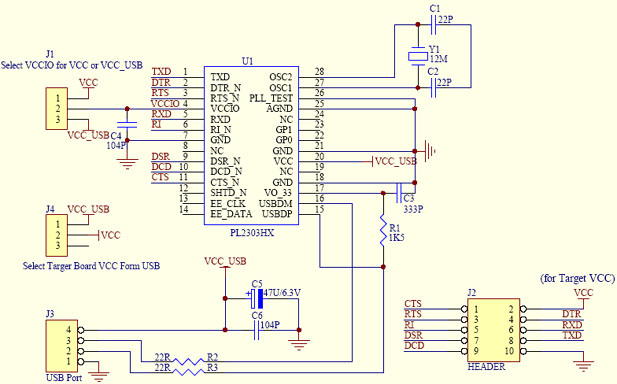 C1
22P
Y1
12M
C2
22P
J1
Select VCCIO for VCC or VCC_USB
VCC
1
2
3
VCC_USB
C4
104P
U1
TXD 1 TXD OSC2 28
DTR 2 DTR_N OSC1 27
RTS 3 RTS_N PLL_TEST 26
VCCIO 4 VCCIO AGND 25
RXD 5 RXD NC 24
RI 6 RI_N GP1 23
7 GND GP0 22
8 NC GND 21
DSR 9 DSR_N VCC 20 VCC_USB
DCD 10 DCD_N NC 19
CTS 11 CTS_N GND 18
12 SHTD_N VO_33 17
13 EE_CLK USBDM 16
14 EE_DATA USBDP 15
PL2303HX
C3
333P
R1
1K5
J4
VCC_USB
1
2 VCC
3
Select Targer Board VCC Form USB
VCC_USB
C5
+ 47U/6.3V
C6
104P
J3
4
3
2
1
USB Port
22R R2
22R R3
(for Target VCC)
J2
VCC
CTS 1 2
RTS 3 4 DTR
RI 5 6 RXD
DSR 7 8 TXD
DCD 9 10
HEADER